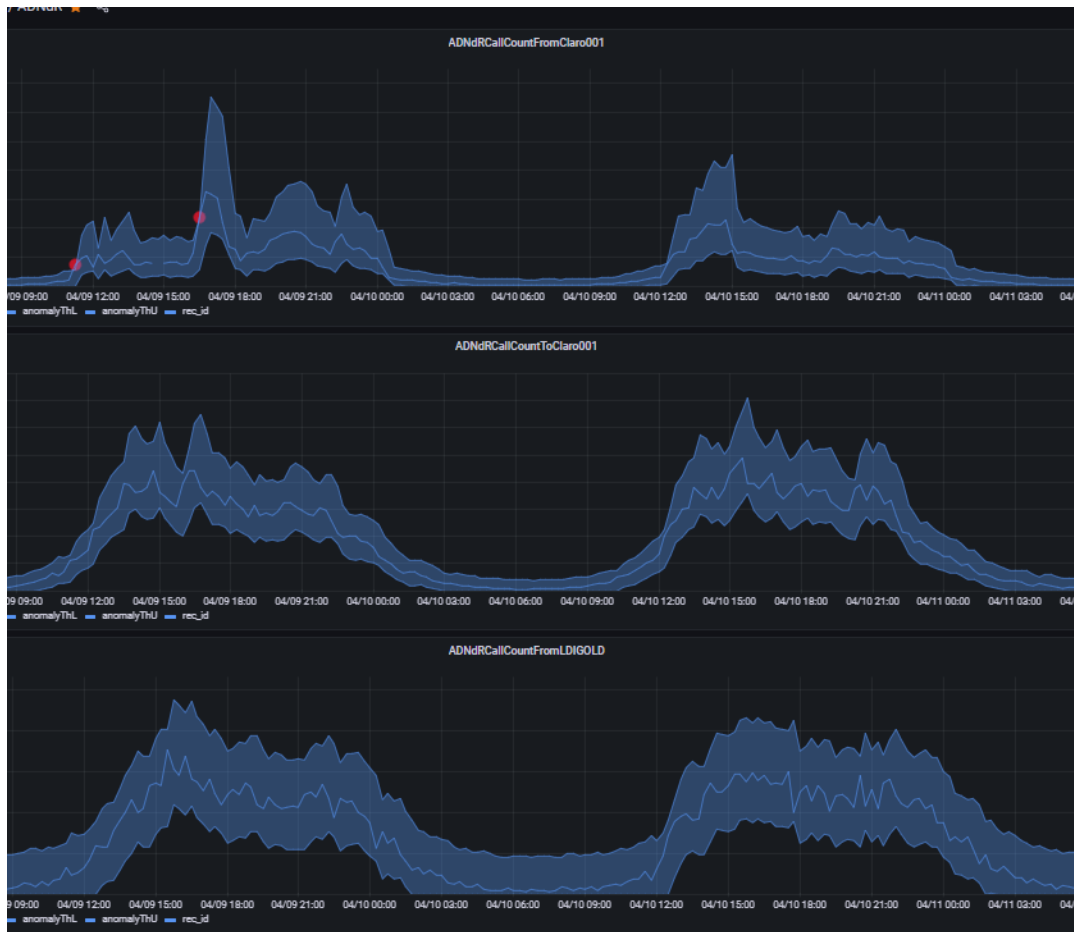 / ADNdR
ADNdRCallCountFromClaro001
/09 09:00 04/09 12:00 04/09 15:00 04/09 18:00 04/09 21:00 04/10 00:00 04/10 03:00 04/10 06:00 04/10 09:00 04/10 12:00 04/10 15:00 04/10 18:00 04/10 21:00 04/11 00:00 04/11 03:00 04/
anomalyThL anomalyThU rec_id
ADNdRCallCountToClaro001
09 09:00 04/09 12:00 04/09 15:00 04/09 18:00 04/09 21:00 04/10 00:00 04/10 03:00 04/10 06:00 04/10 09:00 04/10 12:00 04/10 15:00 04/10 18:00 04/10 21:00 04/11 00:00 04/11 03:00 04/
anomalyThL anomalyThU rec_id
ADNdRCallCountFromLDIGOLD
9 09:00 04/09 12:00 04/09 15:00 04/09 18:00 04/09 21:00 04/10 00:00 04/10 03:00 04/10 06:00 04/10 09:00 04/10 12:00 04/10 15:00 04/10 18:00 04/10 21:00 04/11 00:00 04/11 03:00 04/
anomalyThL anomalyThU rec_id